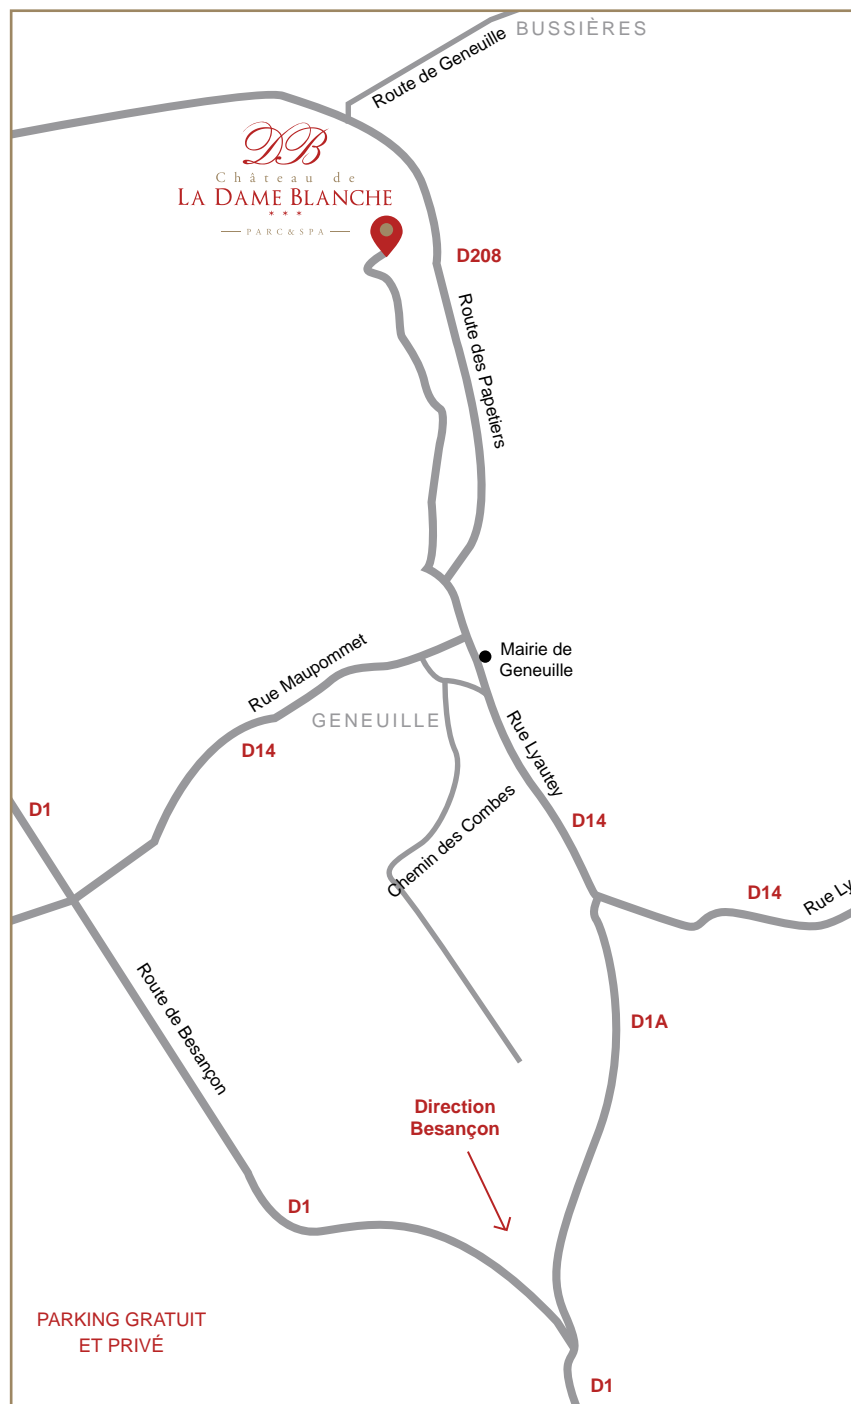 BUSSIÈRES
Route de Geneuille
DB
Château de
LA DAME BLANCHE
* * *
PARC & SPA
D208
Route des Papetiers
Mairie de
Geneuille
Rue Maupommet
GENEUILLE
D14
Rue Lyautey
D1
Chemin des Combes
D14
D14
Rue Ly
Route de Besançon
D1A
Direction
Besançon
D1
PARKING GRATUIT
ET PRIVÉ
D1